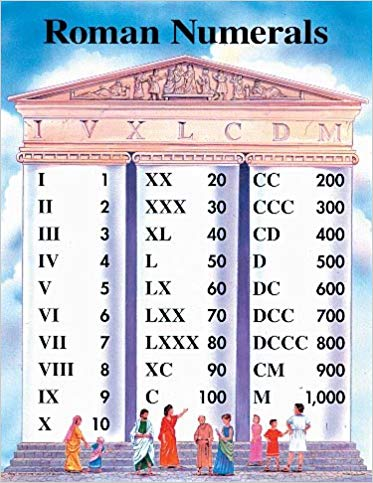 Roman Numerals
I V X L C D M
I 1
II 2
III 3
IV 4
V 5
VI 6
VII 7
VIII 8
IX 9
X 10
XX 20
XXX 30
XL 40
L 50
LX 60
LXX 70
LXXX 80
XC 90
C 100
CC 200
CCC 300
CD 400
D 500
DC 600
DCC 700
DCCC 800
CM 900
M 1,000